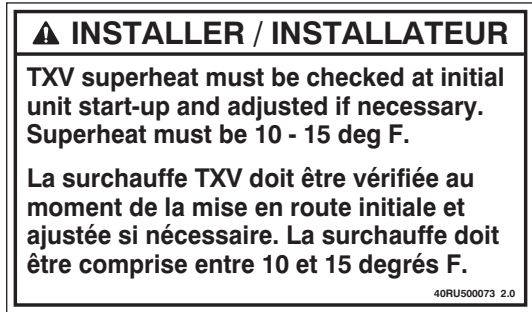 ⚠ INSTALLER / INSTALLATEUR
TXV superheat must be checked at initial
unit start-up and adjusted if necessary.
Superheat must be 10 - 15 deg F.
La surchauffe TXV doit être vérifiée au
moment de la mise en route initiale et
ajustée si nécessaire. La surchauffe doit
être comprise entre 10 et 15 degrés F.
40RU500073 2.0